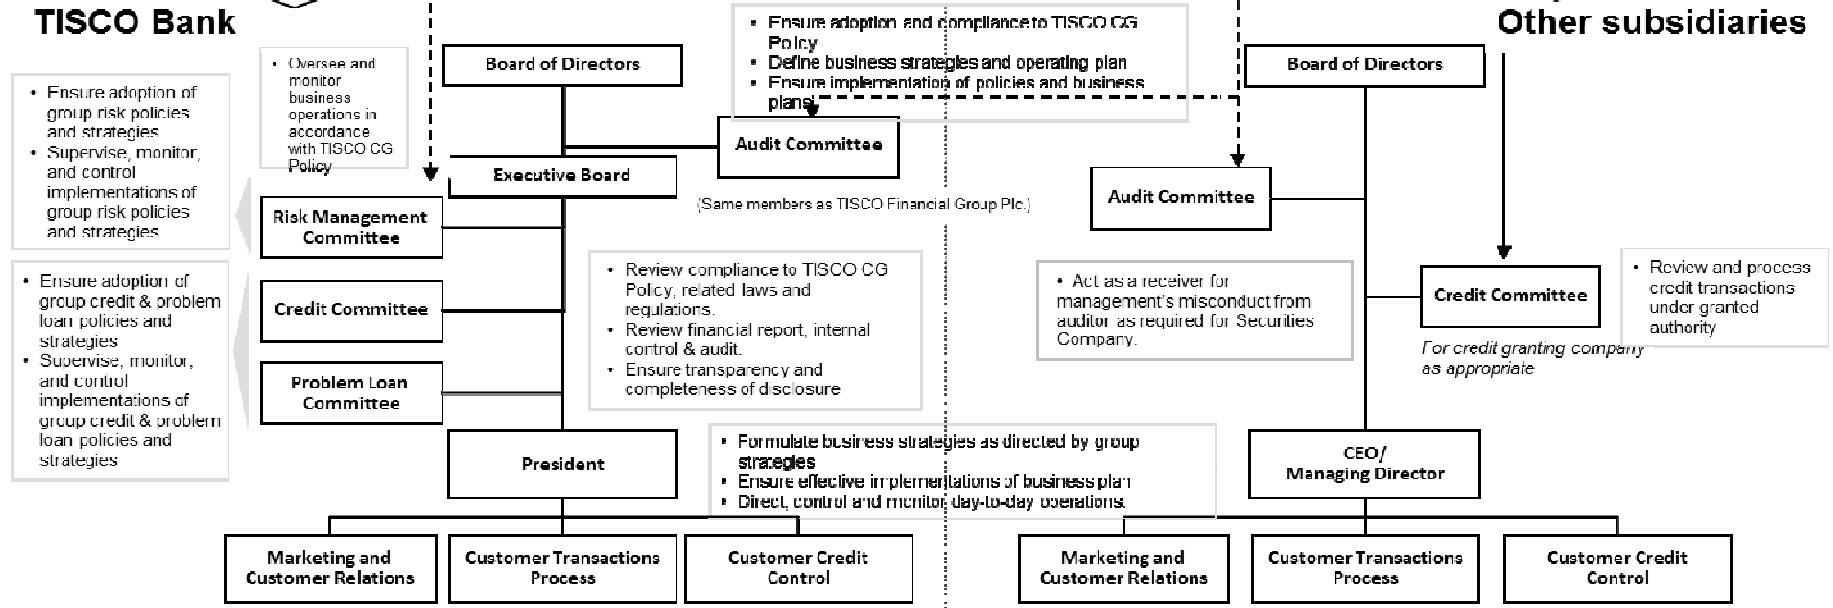 TISCO Bank
Other subsidiaries
• Ensure adoption and compliance to TISCO CG
Policy
• Define business strategies and operating plan
• Ensure implementation of policies and business
plans
Board of Directors
Board of Directors
• Oversee and
monitor
business
operations in
accordance
with TISCO CG
Policy
• Ensure adoption of
group risk policies
and strategies
• Supervise, monitor,
and control
implementations of
group risk policies
and strategies
Audit Committee
Executive Board
(Same members as TISCO Financial Group Plc.)
Audit Committee
Risk Management
Committee
• Ensure adoption of
group credit & problem
loan policies and
strategies
• Supervise, monitor,
and control
implementations of
group credit & problem
loan policies and
strategies
Credit Committee
Problem Loan
Committee
• Review compliance to TISCO CG
Policy, related laws and
regulations.
• Review financial report, internal
control & audit.
• Ensure transparency and
completeness of disclosure
• Act as a receiver for
management's misconduct from
auditor as required for Securities
Company.
Credit Committee
• Review and process
credit transactions
under granted
authority
For credit granting company
as appropriate
President
• Formulate business strategies as directed by group
strategies
• Ensure effective implementations of business plan
• Direct, control and monitor day-to-day operations.
CEO/
Managing Director
Marketing and
Customer Relations
Customer Transactions
Process
Customer Credit
Control
Marketing and
Customer Relations
Customer Transactions
Process
Customer Credit
Control